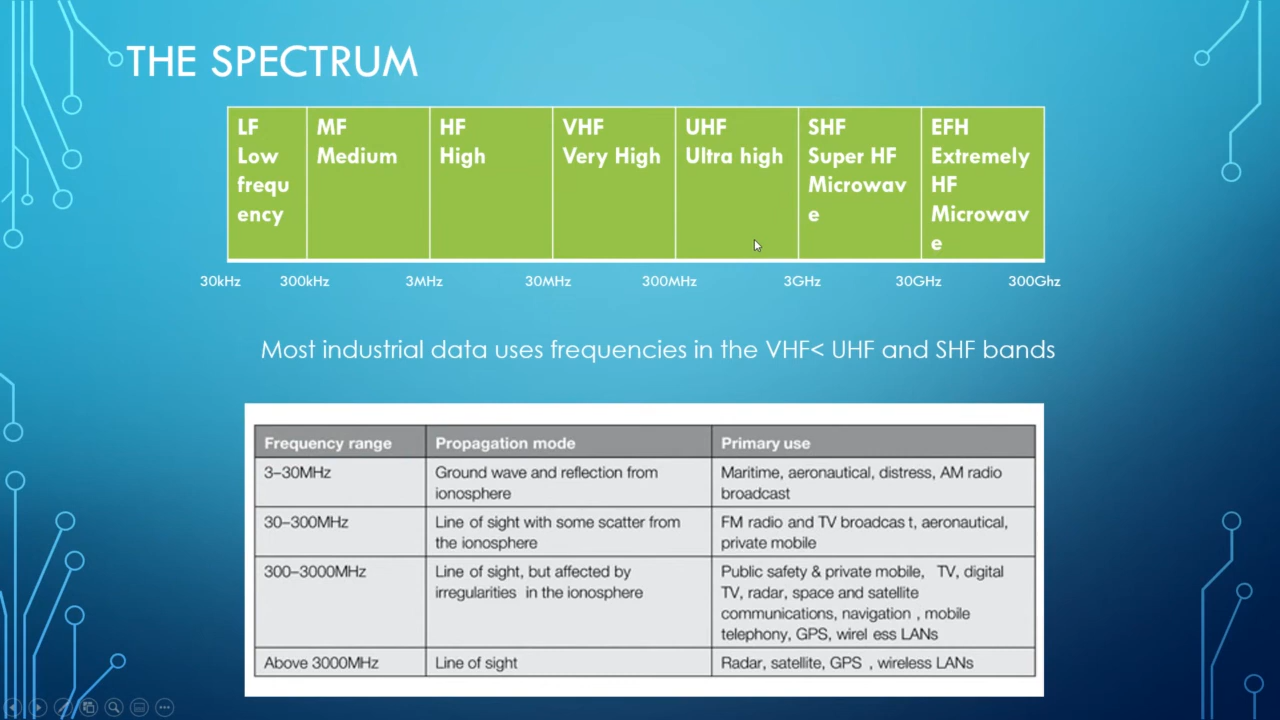 THE SPECTRUM
LF
Low
frequ
ency
MF
Medium
HF
High
VHF
Very High
UHF
Ultra high
SHF
Super HF
Microwav
e
EFH
Extremely
HF
Microwav
e
30kHz
300kHz
3MHz
30MHz
300MHz
3GHz
30GHz
300Ghz
Most industrial data uses frequencies in the VHF< UHF and SHF bands
Frequency range
Propagation mode
Primary use
3–30MHz
Ground wave and reflection from
ionosphere
Maritime, aeronautical, distress, AM radio
broadcast
30–300MHz
Line of sight with some scatter from
the ionosphere
FM radio and TV broadcas t, aeronautical,
private mobile
300–3000MHz
Line of sight, but affected by
irregularities in the ionosphere
Public safety & private mobile, TV, digital
TV, radar, space and satellite
communications, navigation , mobile
telephony, GPS, wirel ess LANs
Above 3000MHz
Line of sight
Radar, satellite, GPS , wireless LANs